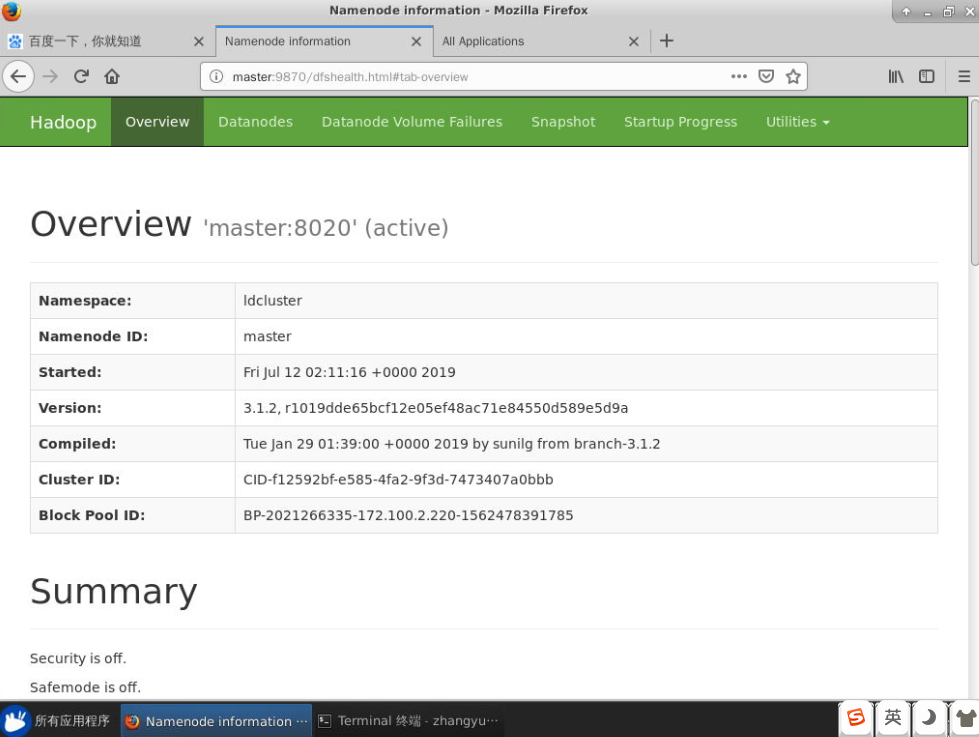 Namenode information - Mozilla Firefox
百度一下，你就知道
Namenode information
All Applications
master:9870/dfshealth.html#tab-overview
Hadoop Overview Datanodes Datanode Volume Failures Snapshot Startup Progress Utilities
Overview 'master:8020' (active)
Namespace: ldcluster
Namenode ID: master
Started: Fri Jul 12 02:11:16 +0000 2019
Version: 3.1.2, r1019dde65bcf12e05ef48ac71e84550d589e5d9a
Compiled: Tue Jan 29 01:39:00 +0000 2019 by sunilg from branch-3.1.2
Cluster ID: CID-f12592bf-e585-4fa2-9f3d-7473407a0bbb
Block Pool ID: BP-2021266335-172.100.2.220-1562478391785
Summary
Security is off.
Safemode is off.
所有应用程序 Namenode information ··· Terminal 终端 - zhangyu··· 英